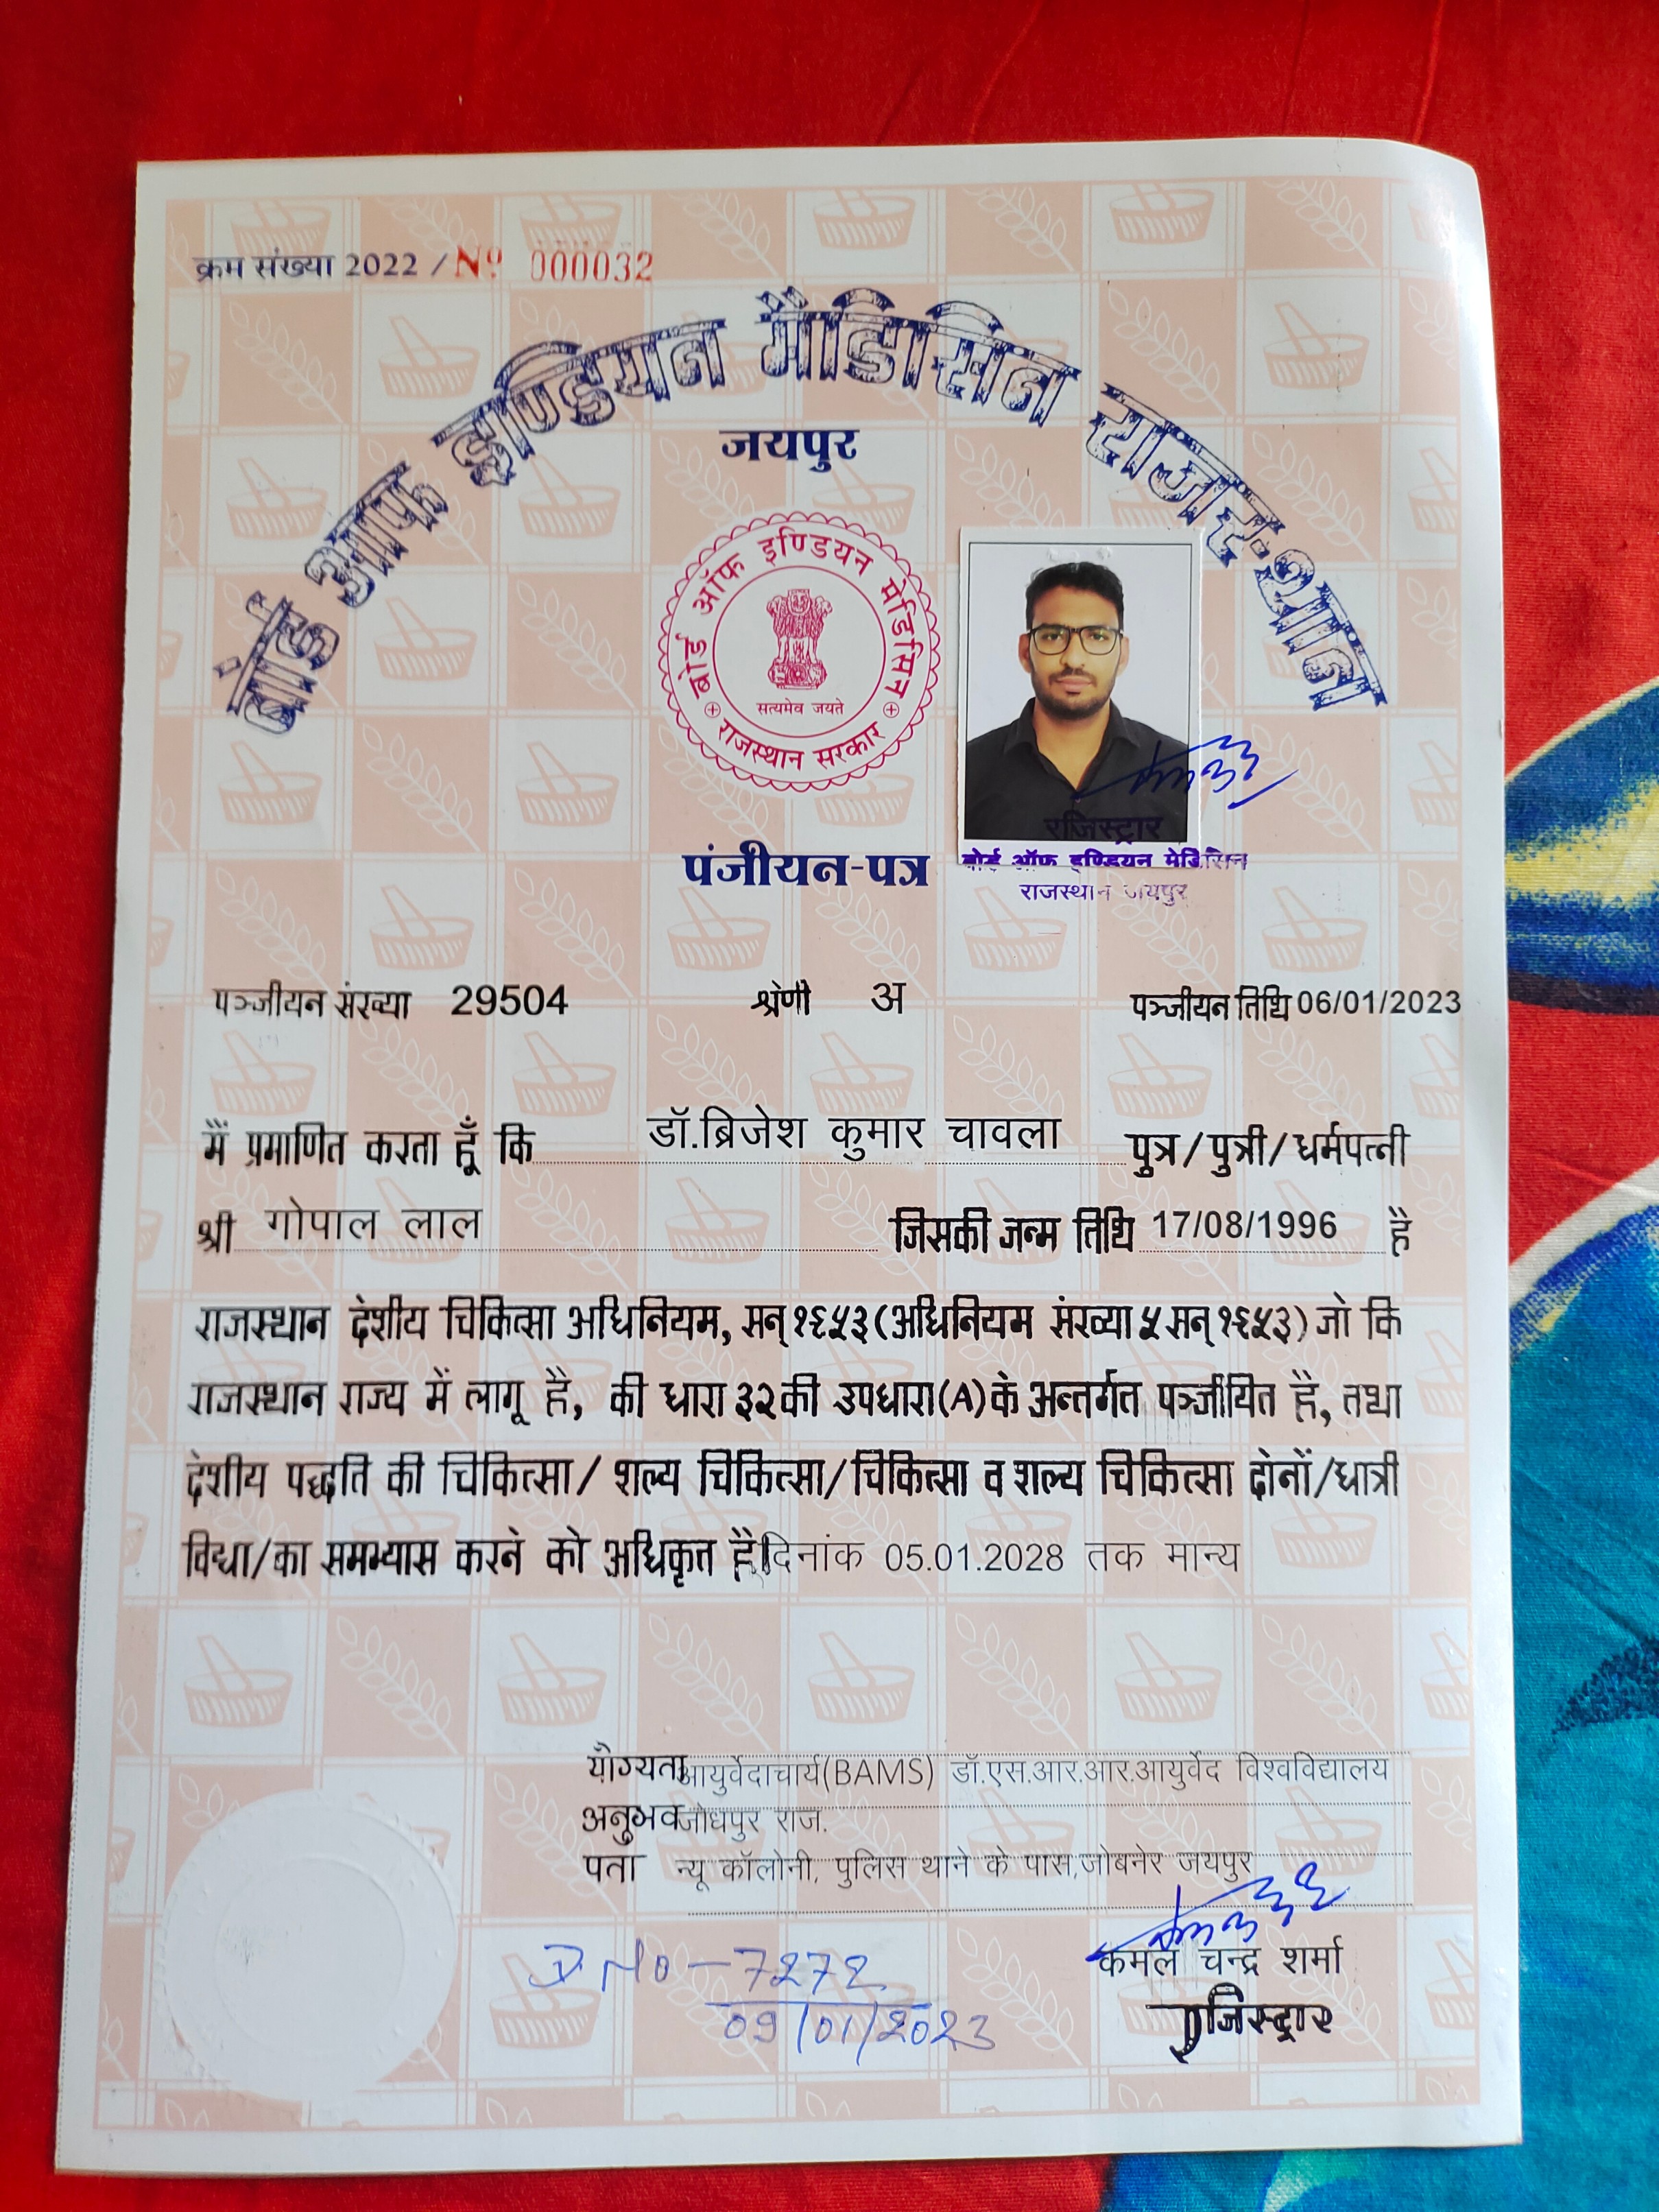 क्रम संख्या 2022 / Nº 000032
बोर्ड आफ इण्डियन मैडिसिन राजस्थान
जयपुर
बोर्ड ऑफ इण्डियन मेडिसिन
सत्यमेव जयते
राजस्थान सरकार
रजिस्ट्रार
बोर्ड ऑफ इण्डियन मेडिसिन
राजस्थान जयपुर
पंजीयन-पत्र
पञ्जीयन संख्या 29504 श्रेणी अ पञ्जीयन तिथि 06/01/2023
मैं प्रमाणित करता हूँ कि डॉ.ब्रिजेश कुमार चावला पुत्र/पुत्री/धर्मपत्नी
श्री गोपाल लाल जिसकी जन्म तिथि 17/08/1996 है
राजस्थान देशीय चिकित्सा अधिनियम, सन् १९५३ (अधिनियम संख्या ५ सन् १९५३) जो कि
राजस्थान राज्य में लागू है, की धारा ३२ की उपधारा (A) के अन्तर्गत पञ्जीयित है, तथा
देशीय पद्धति की चिकित्सा/ शल्य चिकित्सा/चिकित्सा व शल्य चिकित्सा दोनों/धात्री
विद्या/का समभ्यास करने को अधिकृत है। दिनांक 05.01.2028 तक मान्य
योग्यता आयुर्वेदाचार्य(BAMS) डॉ.एस.आर.आर.आयुर्वेद विश्वविद्यालय
अनुभव जोधपुर राज.
पता न्यू कॉलोनी, पुलिस थाने के पास,जोबनेर जयपुर
D. No - 7272
09/01/2023
कमल चन्द्र शर्मा
रजिस्ट्रार